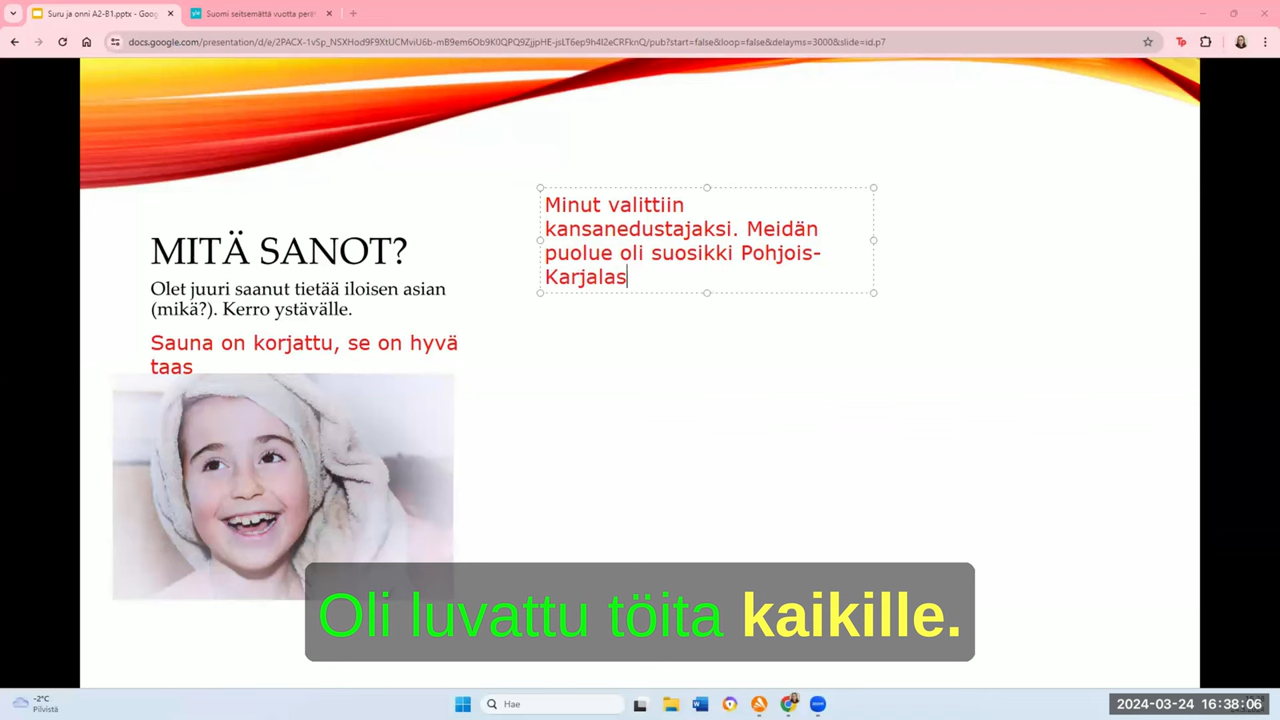 Suru ja onni A2-B1.pptx - Goog
Suomi seitsemättä vuotta perät
docs.google.com/presentation/d/e/2PACX-1vSp_NSXHod9F9XtUCMviU6b-mB9em6Ob9K0QPQ9ZjjpHE-jsLT6ep9h4l2eCRFknQ/pub?start=false&loop=false&delayms=3000&slide=id.p7
Minut valittiin
kansanedustajaksi. Meidän
puolue oli suosikki Pohjois-
Karjalas
MITÄ SANOT?
Olet juuri saanut tietää iloisen asian
(mikä?). Kerro ystävälle.
Sauna on korjattu, se on hyvä
taas
Oli luvattu töita kaikille.
-2°C
Pilvistä
Hae
2024-03-24 16:38:06